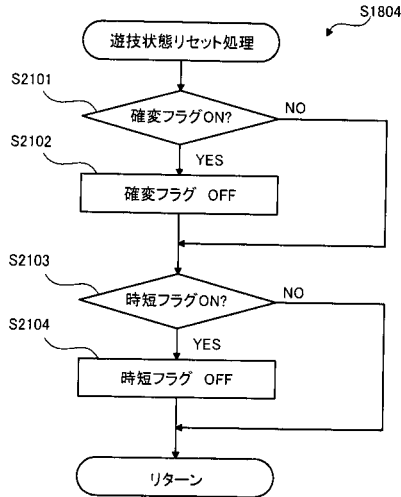 S1804
遊技状態リセット処理
S2101
確変フラグON?
NO
YES
S2102
確変フラグ OFF
S2103
時短フラグON?
NO
YES
S2104
時短フラグ OFF
リターン